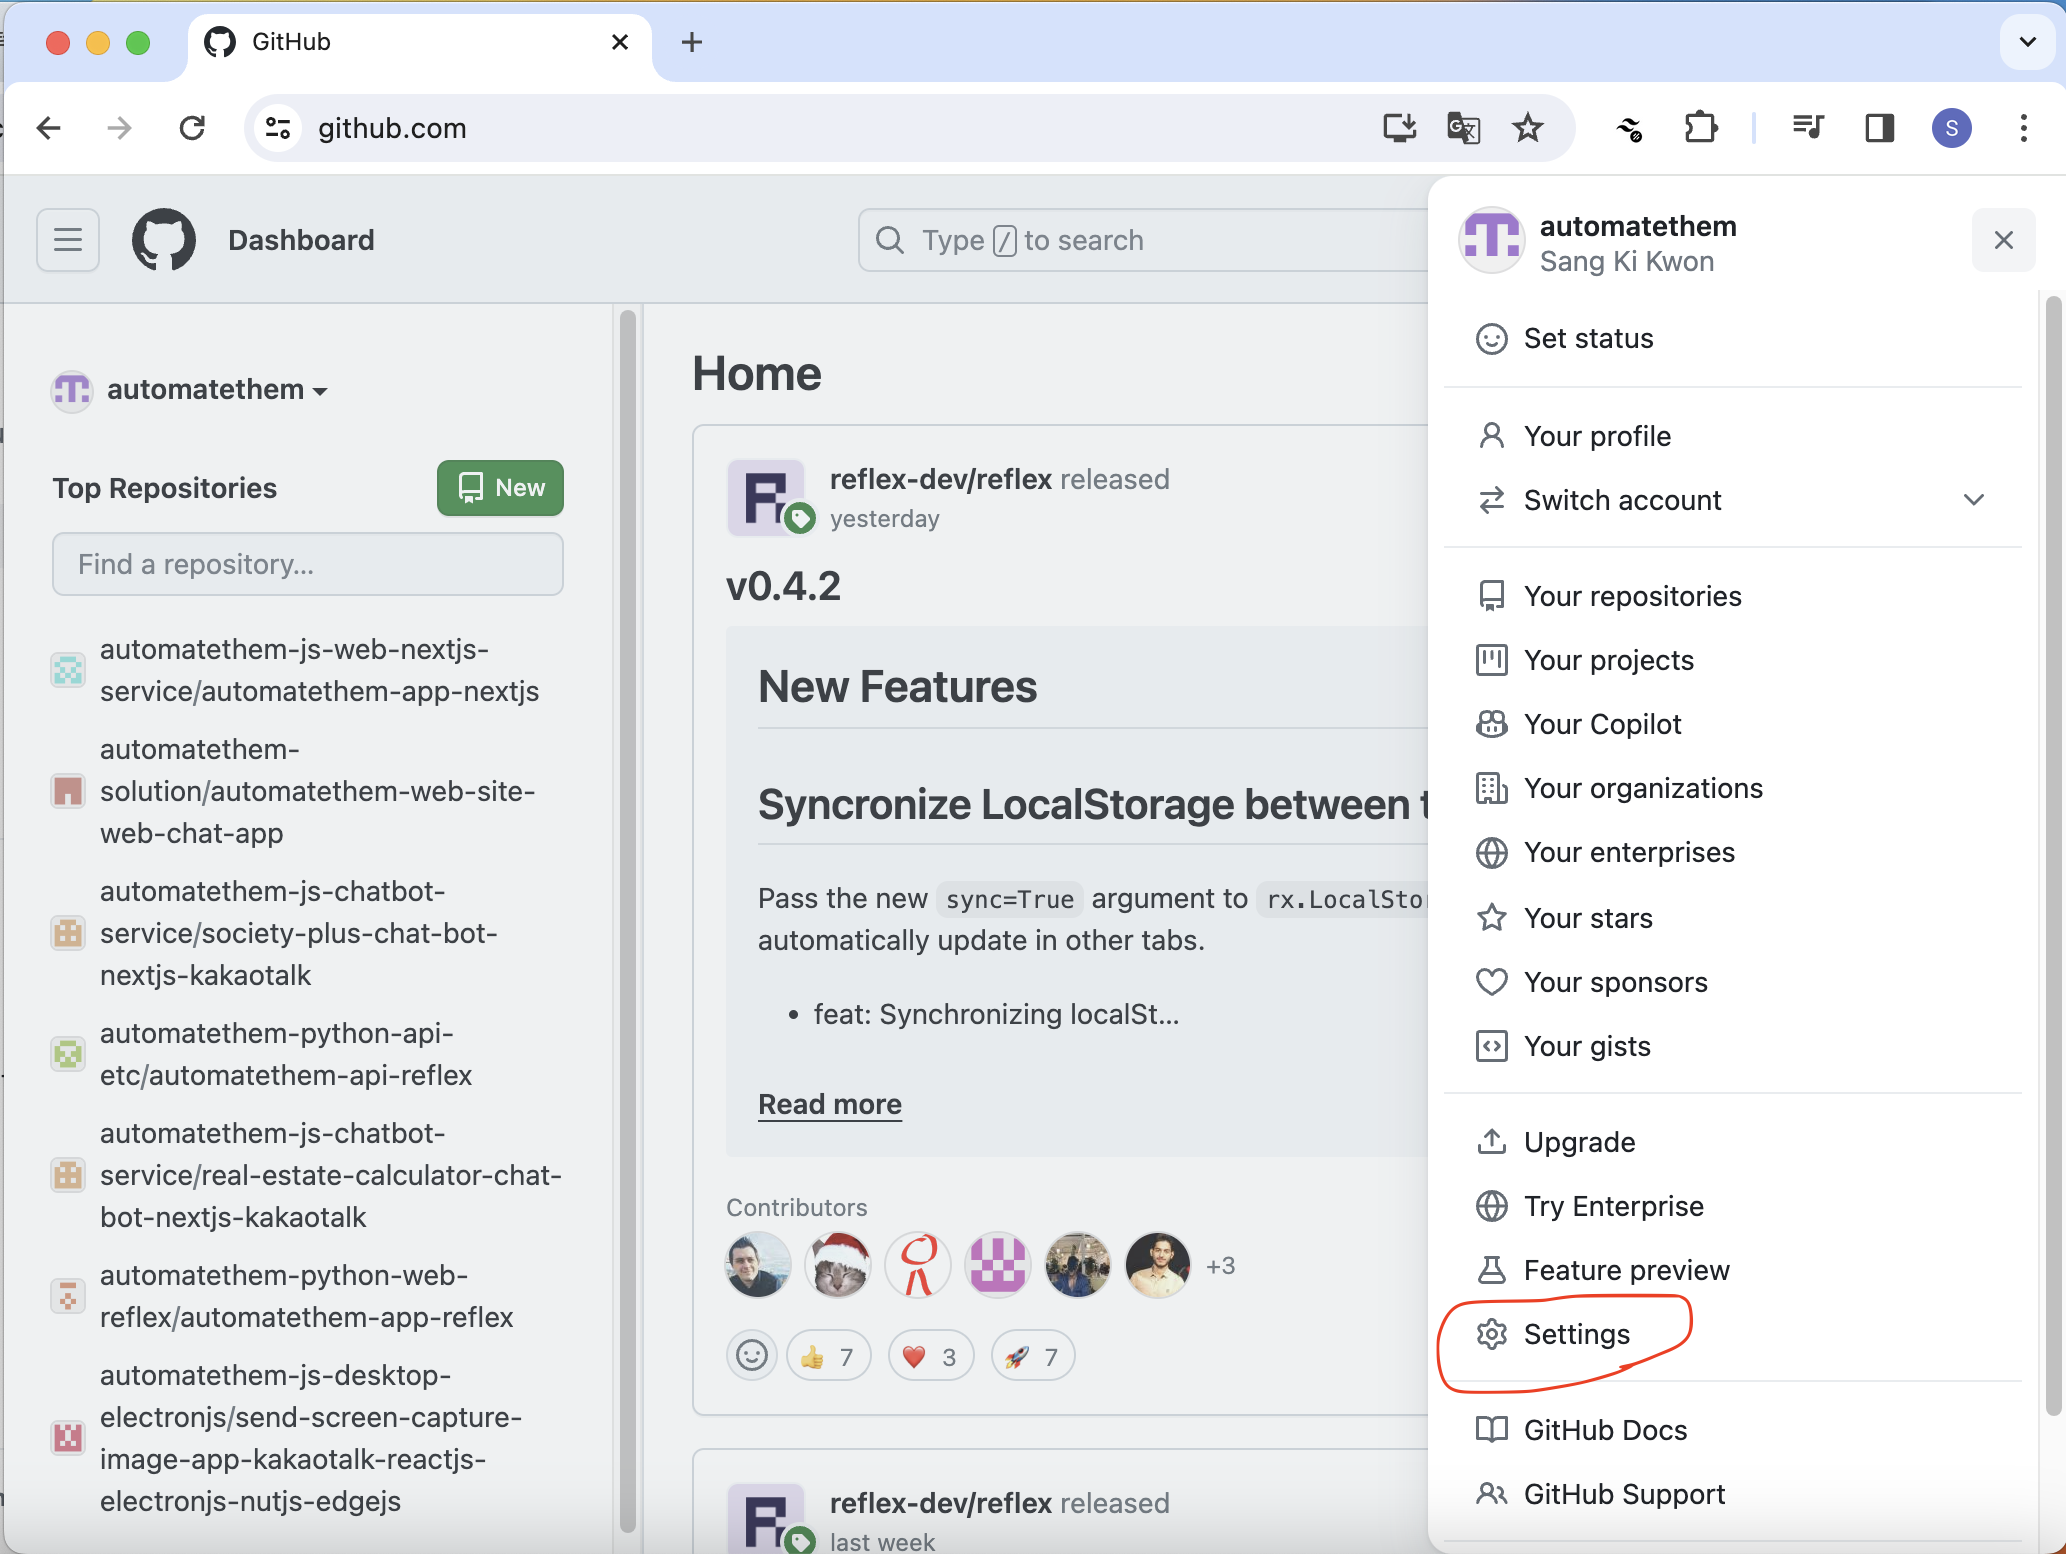 GitHub
github.com
S
Dashboard
Type / to search
automatethem
Top Repositories
New
Find a repository...
automatethem-js-web-nextjs-
service/automatethem-app-nextjs
automatethem-
solution/automatethem-web-site-
web-chat-app
automatethem-js-chatbot-
service/society-plus-chat-bot-
nextjs-kakaotalk
automatethem-python-api-
etc/automatethem-api-reflex
automatethem-js-chatbot-
service/real-estate-calculator-chat-
bot-nextjs-kakaotalk
automatethem-python-web-
reflex/automatethem-app-reflex
automatethem-js-desktop-
electronjs/send-screen-capture-
image-app-kakaotalk-reactjs-
electronjs-nutjs-edgejs
Home
reflex-dev/reflex released
yesterday
v0.4.2
New Features
Syncronize LocalStorage between t
Pass the new sync=True argument to rx.LocalStor
automatically update in other tabs.
• feat: Synchronizing localSt...
Read more
Contributors
+3
7 3 7
reflex-dev/reflex released
last week
automatethem
Sang Ki Kwon
Set status
Your profile
Switch account
Your repositories
Your projects
Your Copilot
Your organizations
Your enterprises
Your stars
Your sponsors
Your gists
Upgrade
Try Enterprise
Feature preview
Settings
GitHub Docs
GitHub Support